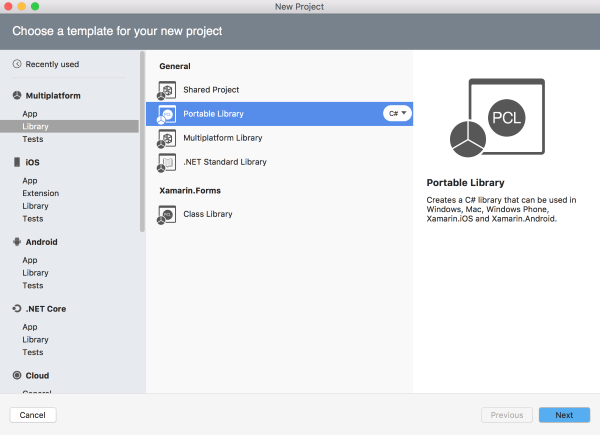 New Project
Choose a template for your new project
Recently used
Multiplatform
App
Library
Tests
iOS
App
Extension
Library
Tests
Android
App
Library
Tests
.NET Core
App
Library
Tests
Cloud
General
General
Shared Project
Portable Library
C#
Multiplatform Library
.NET Standard Library
Xamarin.Forms
Class Library
PCL
Portable Library
Creates a C# library that can be used in
Windows, Mac, Windows Phone,
Xamarin.iOS and Xamarin.Android.
Cancel
Previous
Next